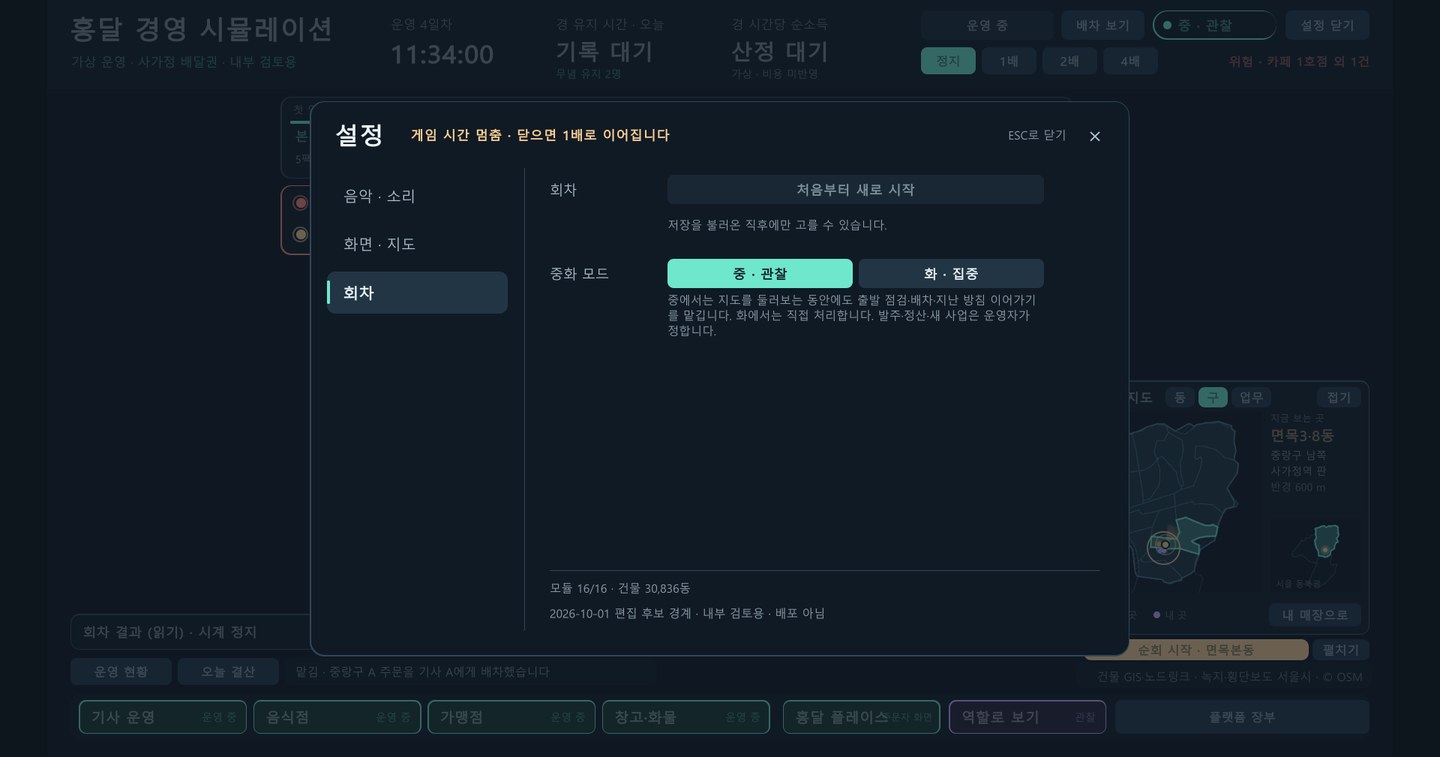 홍달 경영 시뮬레이션
가상 운영 · 사가정 배달권 · 내부 검토용
운영 4일차
11:34:00
경 유지 시간 · 오늘
기록 대기
우념 유지 2명
경 시간당 순소득
산정 대기
가상 · 비용 미반영
운영 중
배차 보기
중 · 관찰
설정 닫기
정지
1배
2배
4배
위험 · 카페 1호점 외 1건
설정
게임 시간 멈춤 · 닫으면 1배로 이어집니다
ESC로 닫기
음악 · 소리
화면 · 지도
회차
회차
처음부터 새로 시작
저장을 불러온 직후에만 고를 수 있습니다.
중화 모드
중 · 관찰
화 · 집중
중에서는 지도를 둘러보는 동안에도 출발 점검·배차·지난 방침 이어가기
를 맡깁니다. 화에서는 직접 처리합니다. 발주·정산·새 사업은 운영자가
정합니다.
모듈 16/16 · 건물 30,836동
2026-10-01 편집 후보 경계 · 내부 검토용 · 배포 아님
지도
동
구
업무
접기
지금 보는 곳
면목3·8동
중랑구 남쪽
사가정역 판
반경 600 m
내 곳
내 매장으로
회차 결과 (읽기) · 시계 정지
순회 시작 · 면목본동
펼치기
운영 현황
오늘 결산
맡김 · 중랑구 A 주문을 기사 A에게 배차했습니다
건물 GIS·노드링크 · 녹지·횡단보도 서울시 · © OSM
기사 운영
운영 중
음식점
운영 중
가맹점
운영 중
창고·화물
운영 중
홍달 플레이스
역할로 보기
관찰
플랫폼 장부